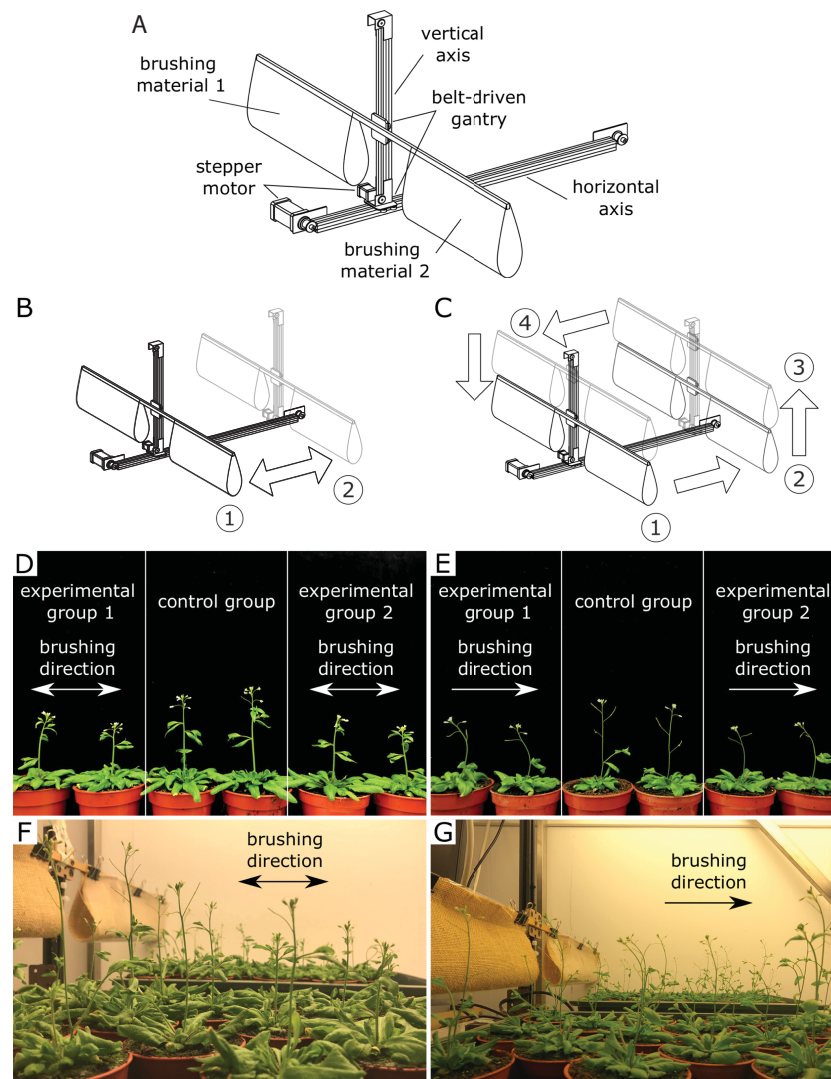 A
brushing
material 1
vertical
axis
belt-driven
gantry
stepper
motor
horizontal
axis
brushing
material 2
B
1
2
C
4
3
2
1
D
experimental
group 1
brushing
direction
control group
experimental
group 2
brushing
direction
E
experimental
group 1
brushing
direction
control group
experimental
group 2
brushing
direction
F
brushing
direction
G
brushing
direction